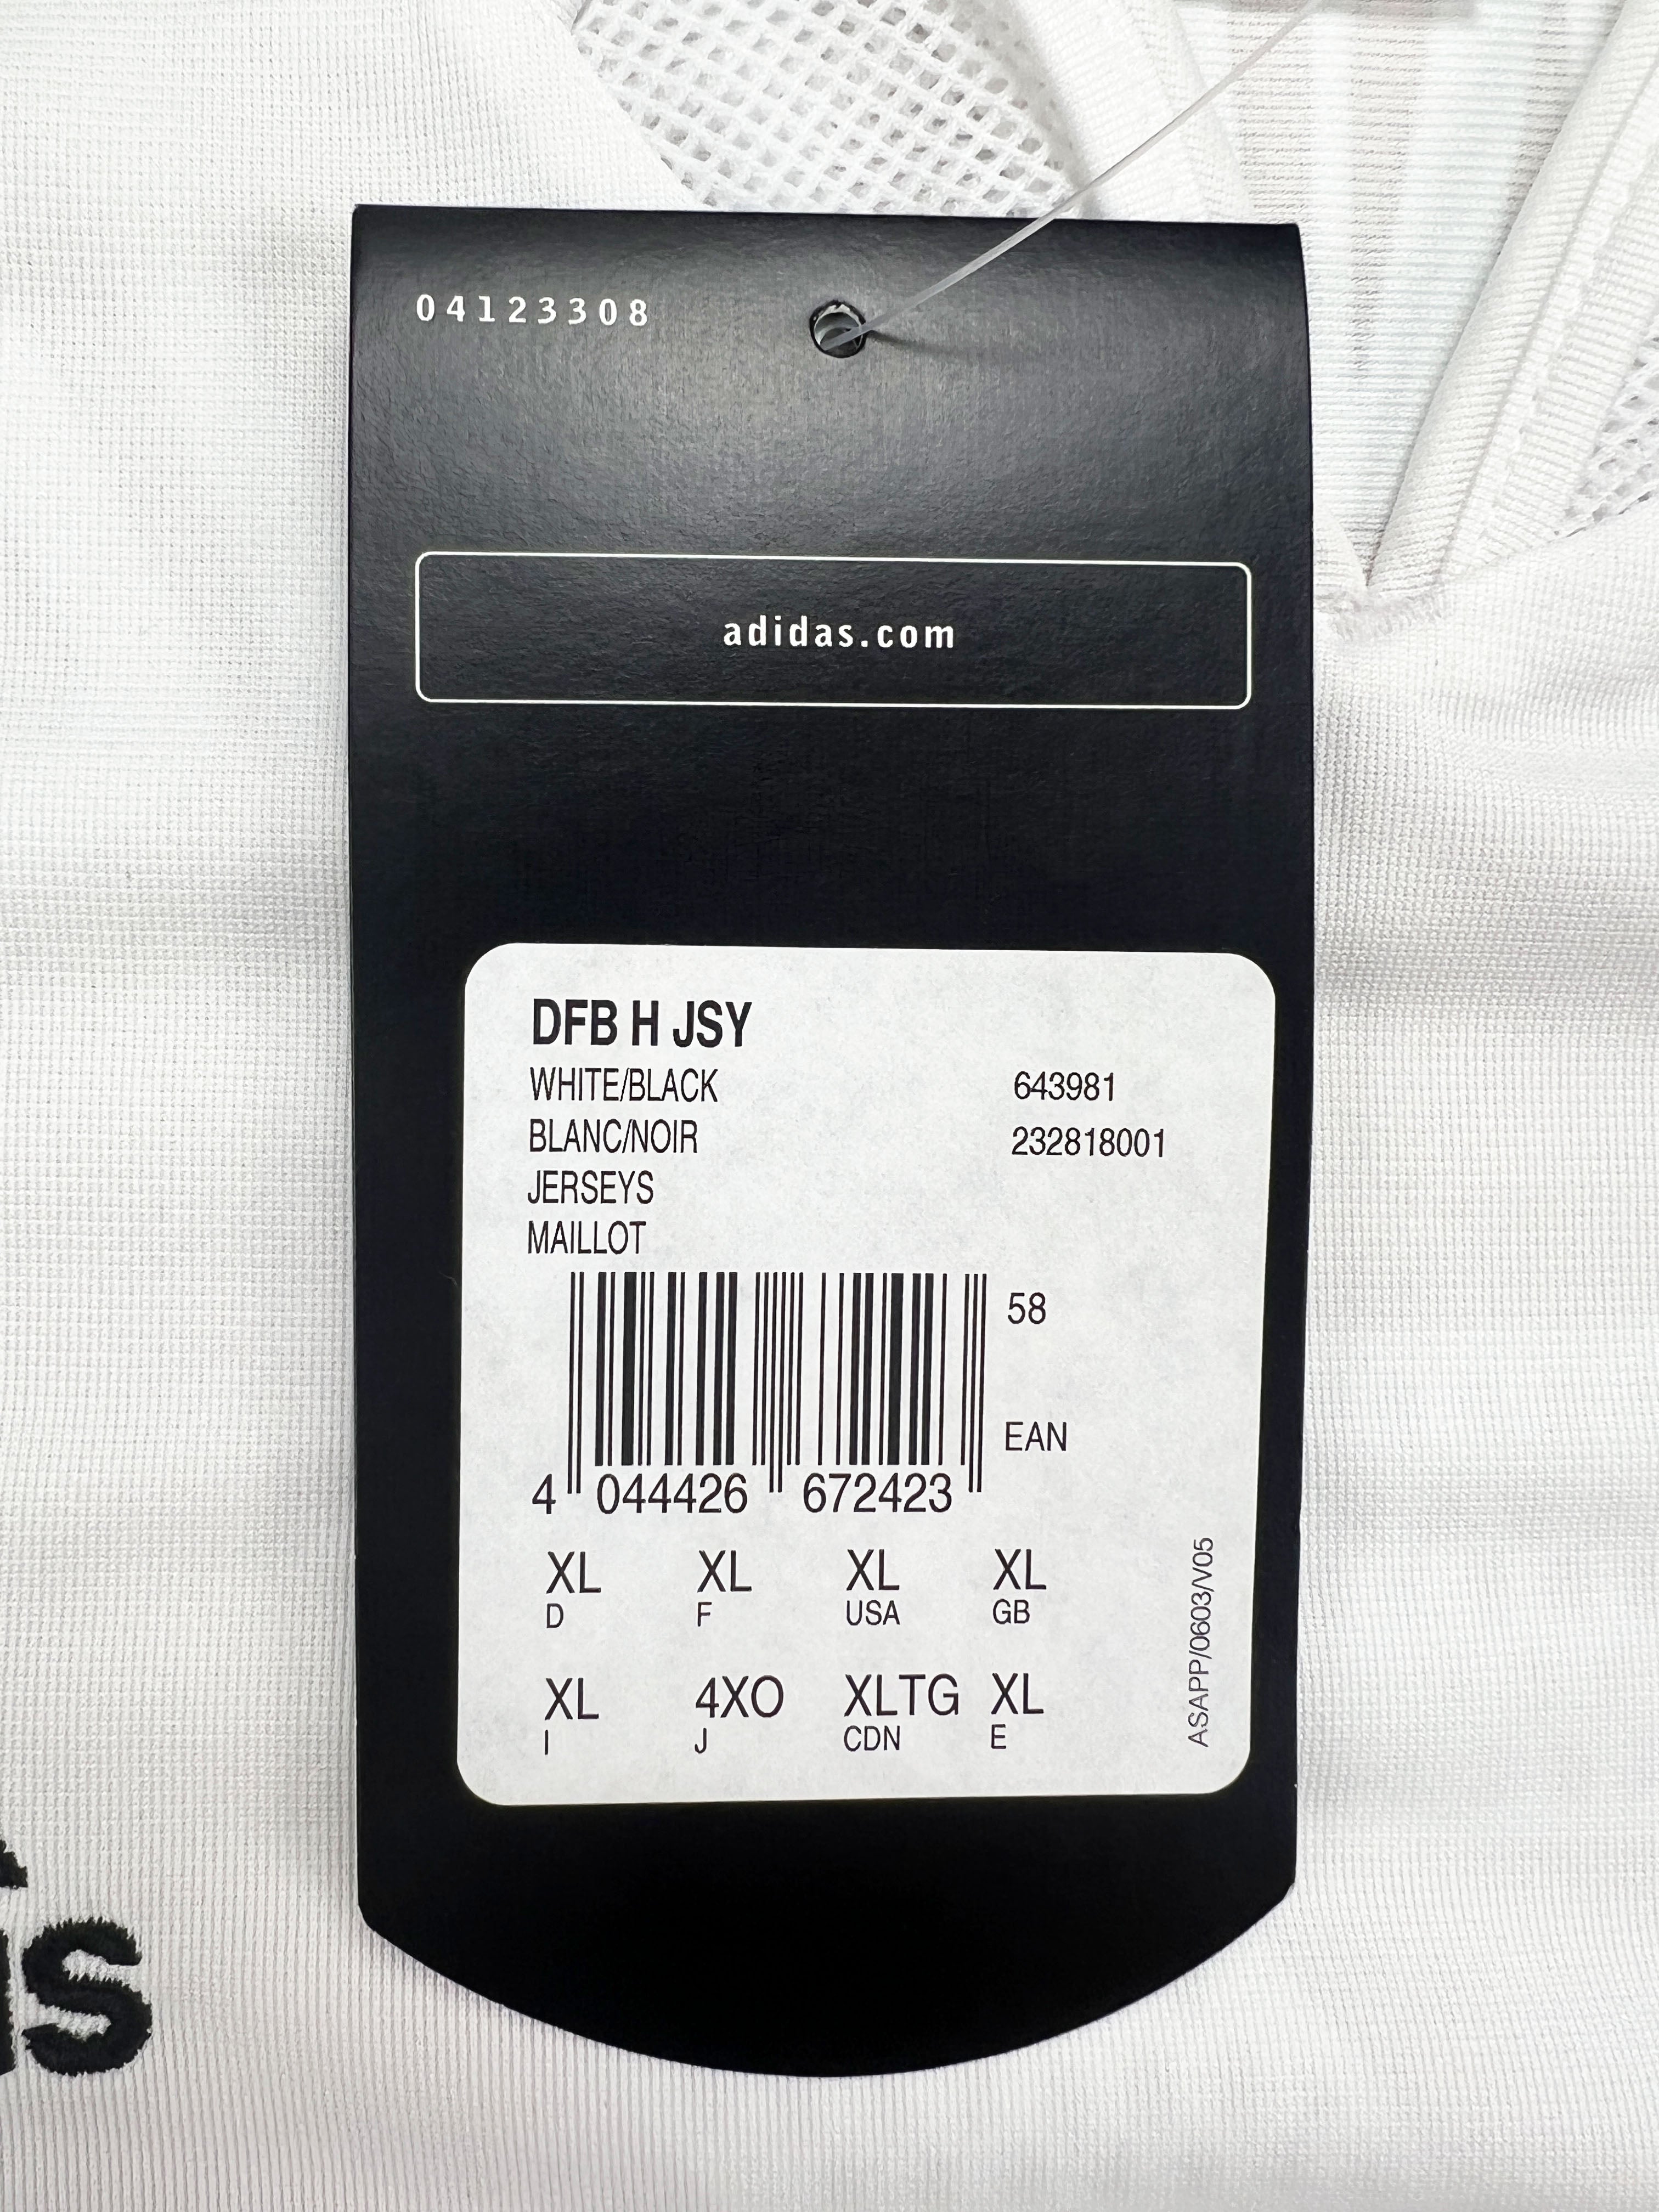 04123308
adidas.com
DFB H JSY
WHITE/BLACK 643981
BLANC/NOIR 232818001
JERSEYS
MAILLOT
58
EAN
4 044426 672423
XL XL XL XL
D F USA GB
XL 4XO XLTG XL
I J CDN E
ASAPP/0603/V05